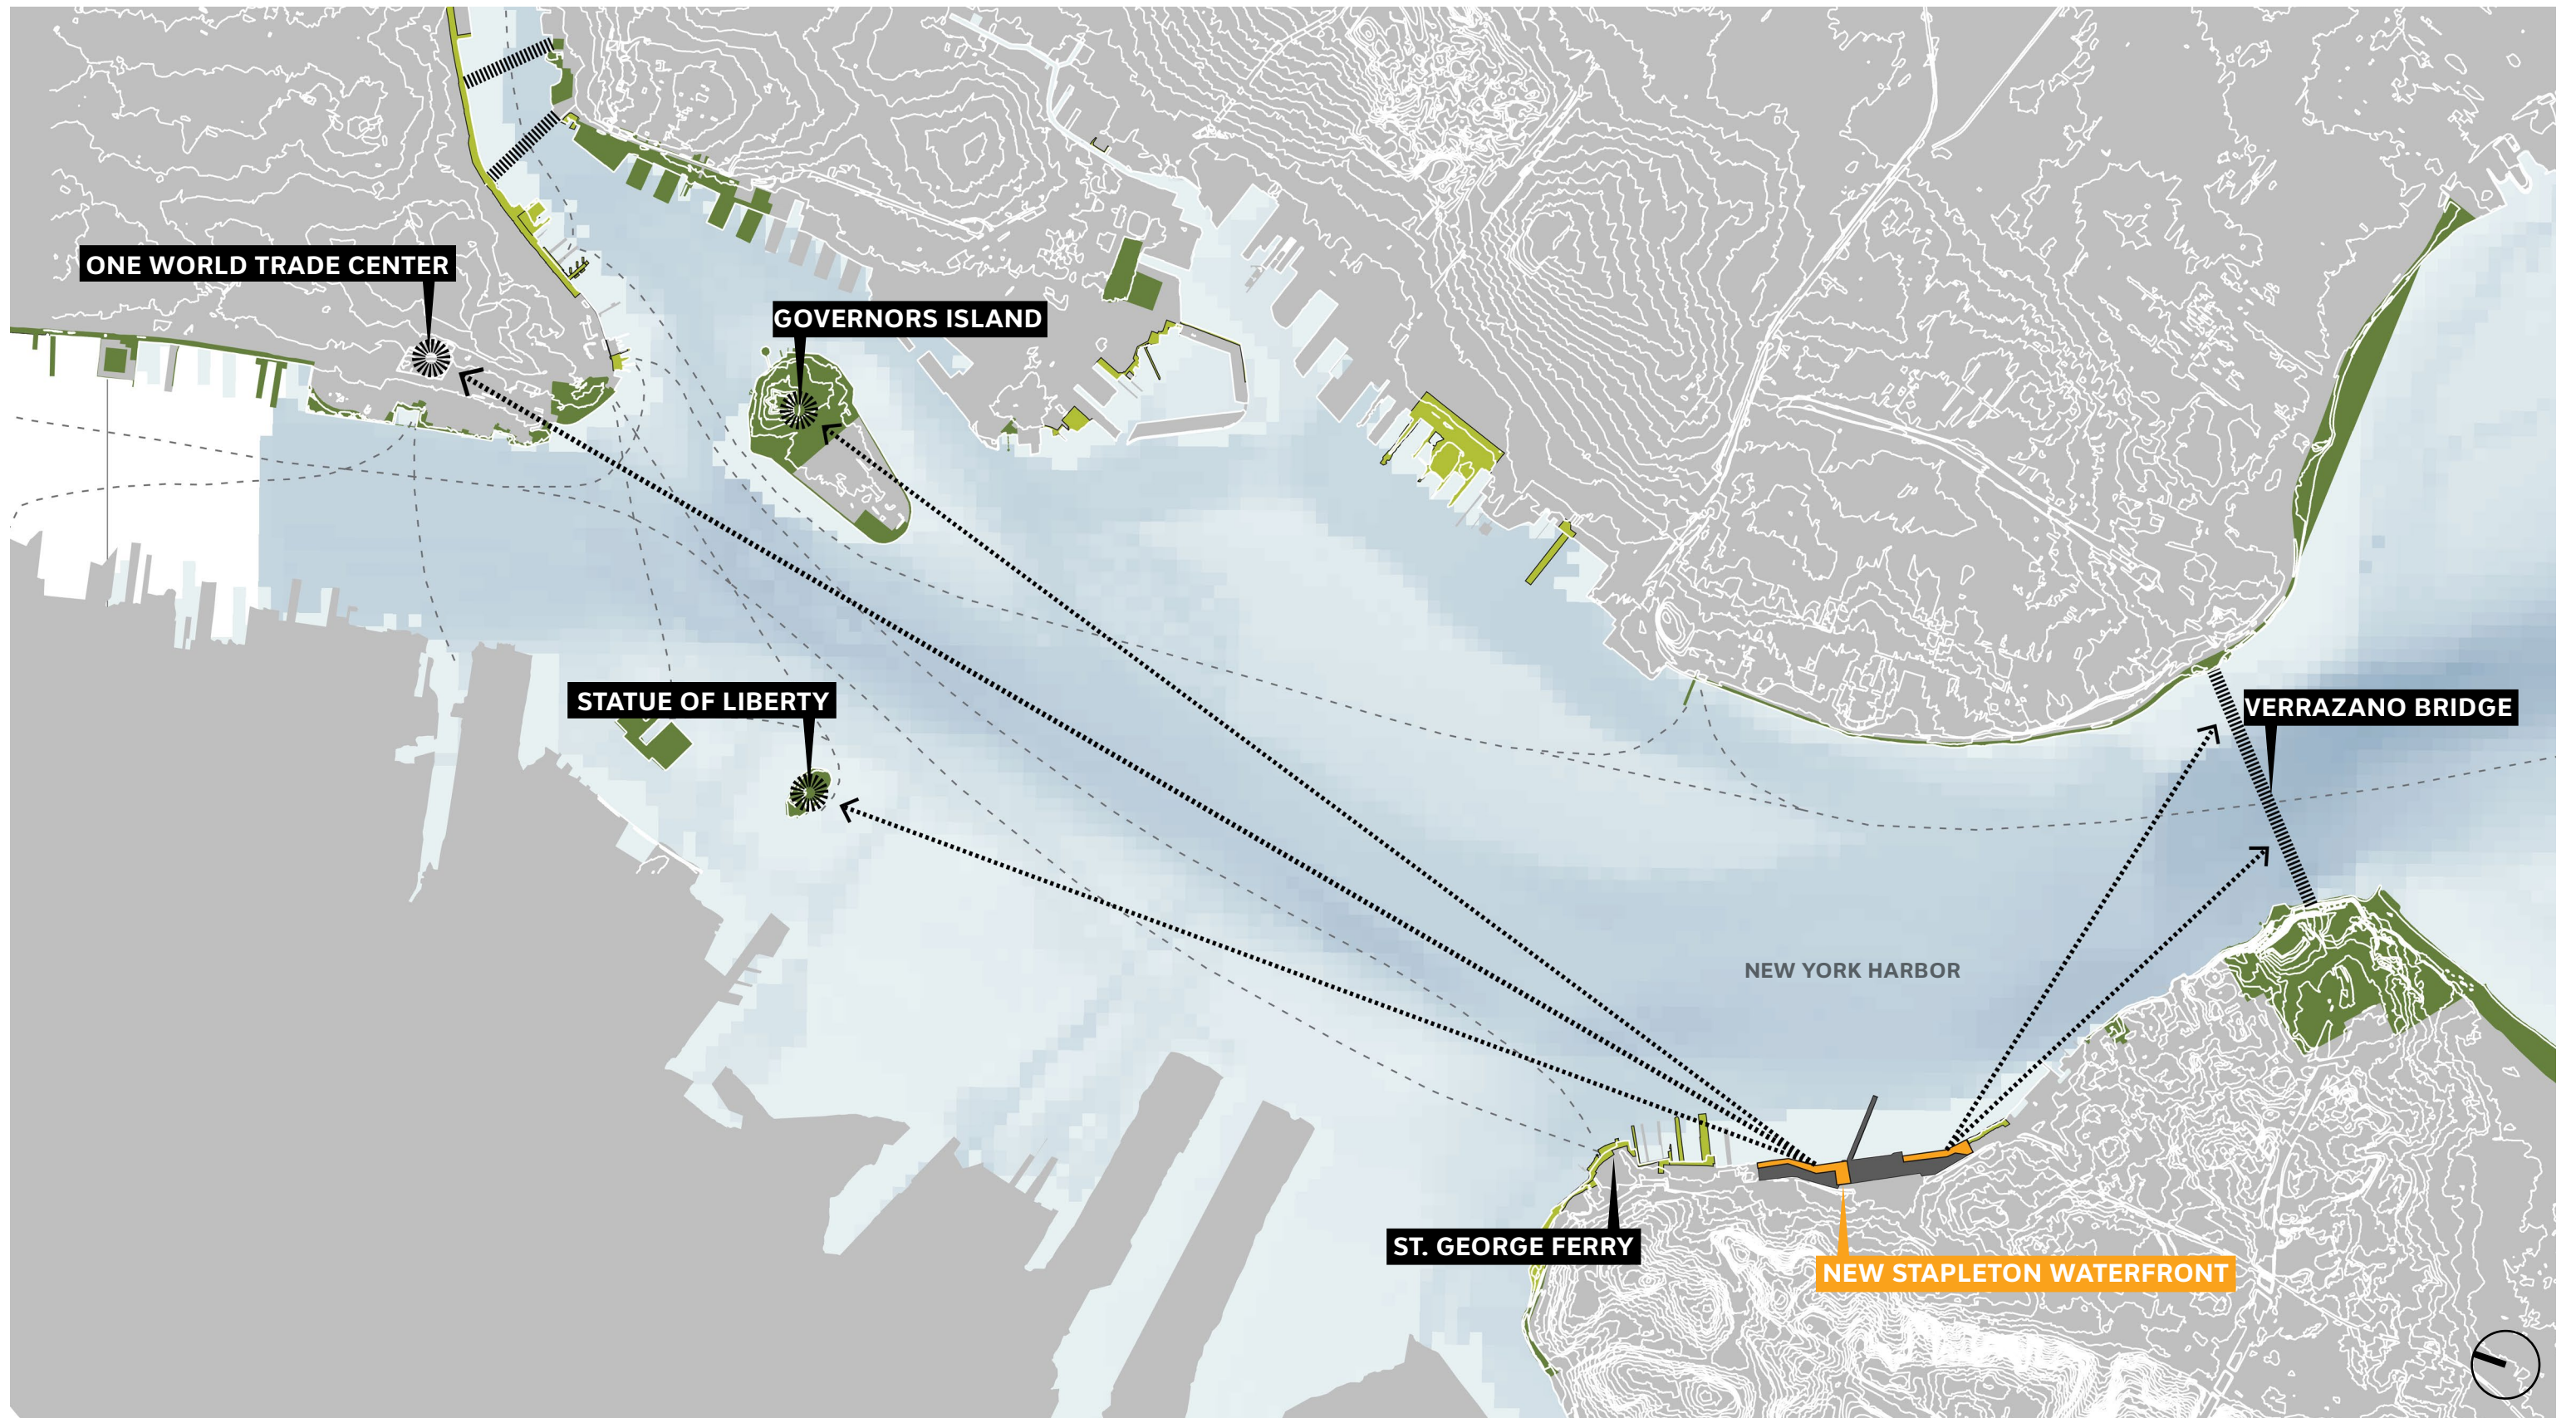 ONE WORLD TRADE CENTER
GOVERNORS ISLAND
STATUE OF LIBERTY
VERRAZANO BRIDGE
NEW YORK HARBOR
ST. GEORGE FERRY
NEW STAPLETON WATERFRONT